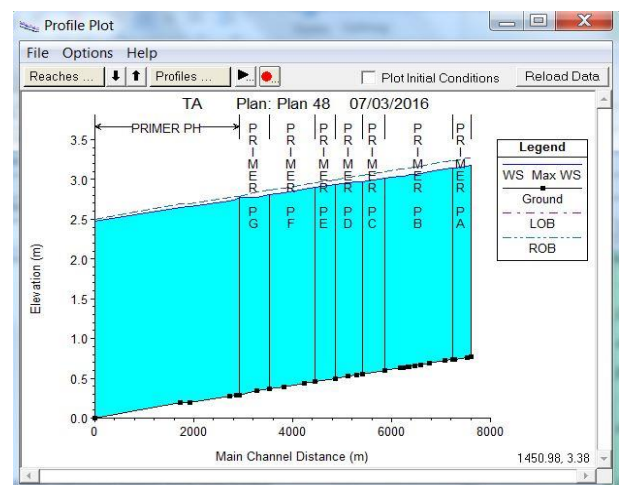 Profile Plot
File Options Help
Reaches ... Profiles ... ... ... Plot Initial Conditions Reload Data
TA Plan: Plan 48 07/03/2016
PRIMER PH
PRIMER PG
PRIMER PF
PRIMER PE
PRIMER PD
PRIMER PC
PRIMER PB
PRIMER PA
Legend
WS Max WS
Ground
LOB
ROB
Elevation (m)
3.5
3.0
2.5
2.0
1.5
1.0
0.5
0.0
0 2000 4000 6000 8000
Main Channel Distance (m)
1450.98, 3.38